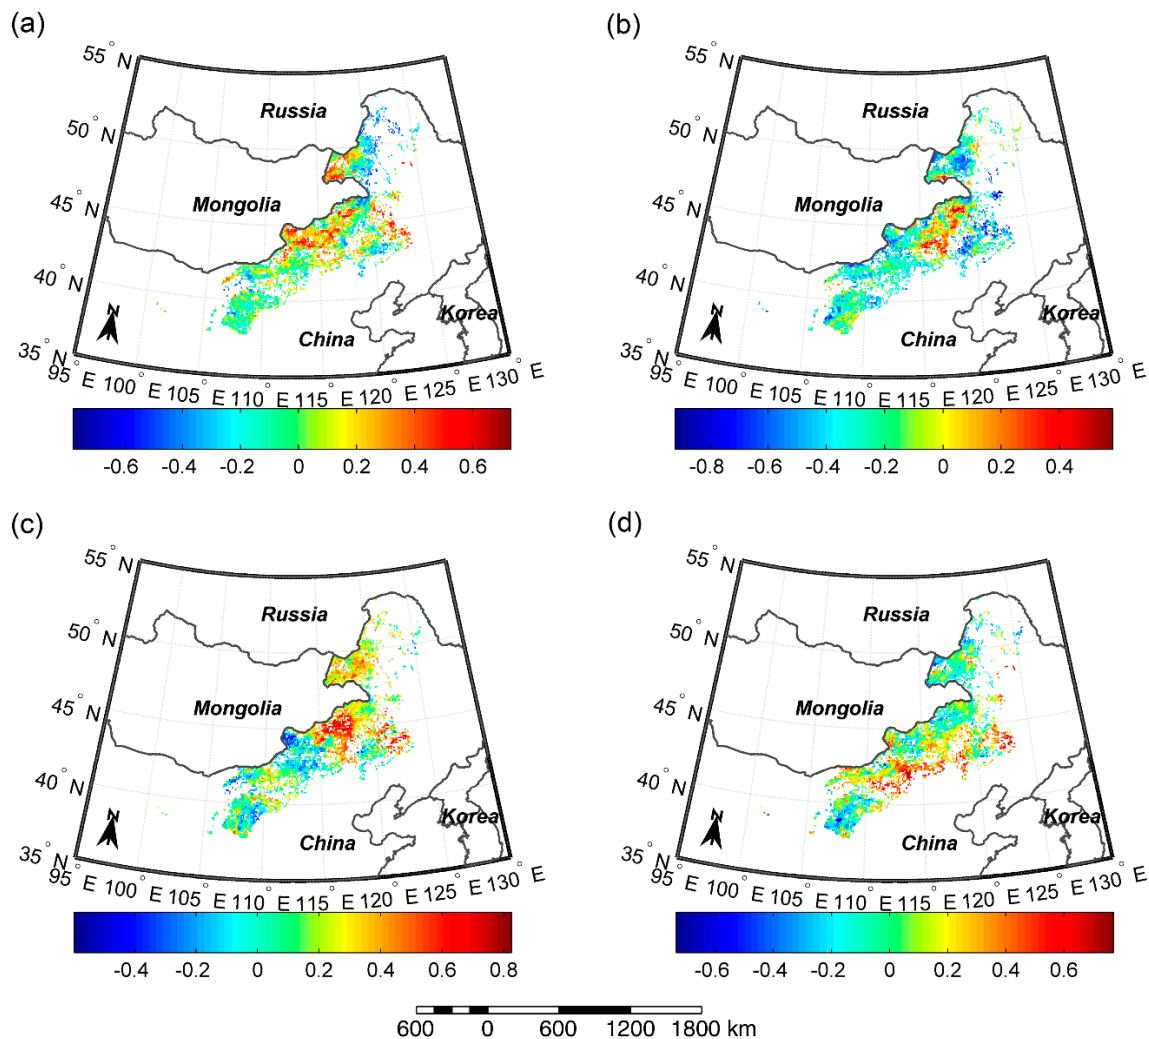 (a)
55° N
50° N
45° N
40° N
35° N
Russia
Mongolia
China
Korea
N
95° E 100° E 105° E 110° E 115° E 120° E 125° E 130° E
-0.6 -0.4 -0.2 0 0.2 0.4 0.6
(b)
55° N
50° N
45° N
40° N
35° N
Russia
Mongolia
China
Korea
N
95° E 100° E 105° E 110° E 115° E 120° E 125° E 130° E
-0.8 -0.6 -0.4 -0.2 0 0.2 0.4
(c)
55° N
50° N
45° N
40° N
35° N
Russia
Mongolia
China
Korea
N
95° E 100° E 105° E 110° E 115° E 120° E 125° E 130° E
-0.4 -0.2 0 0.2 0.4 0.6 0.8
(d)
55° N
50° N
45° N
40° N
35° N
Russia
Mongolia
China
Korea
N
95° E 100° E 105° E 110° E 115° E 120° E 125° E 130° E
-0.6 -0.4 -0.2 0 0.2 0.4 0.6
600 0 600 1200 1800 km